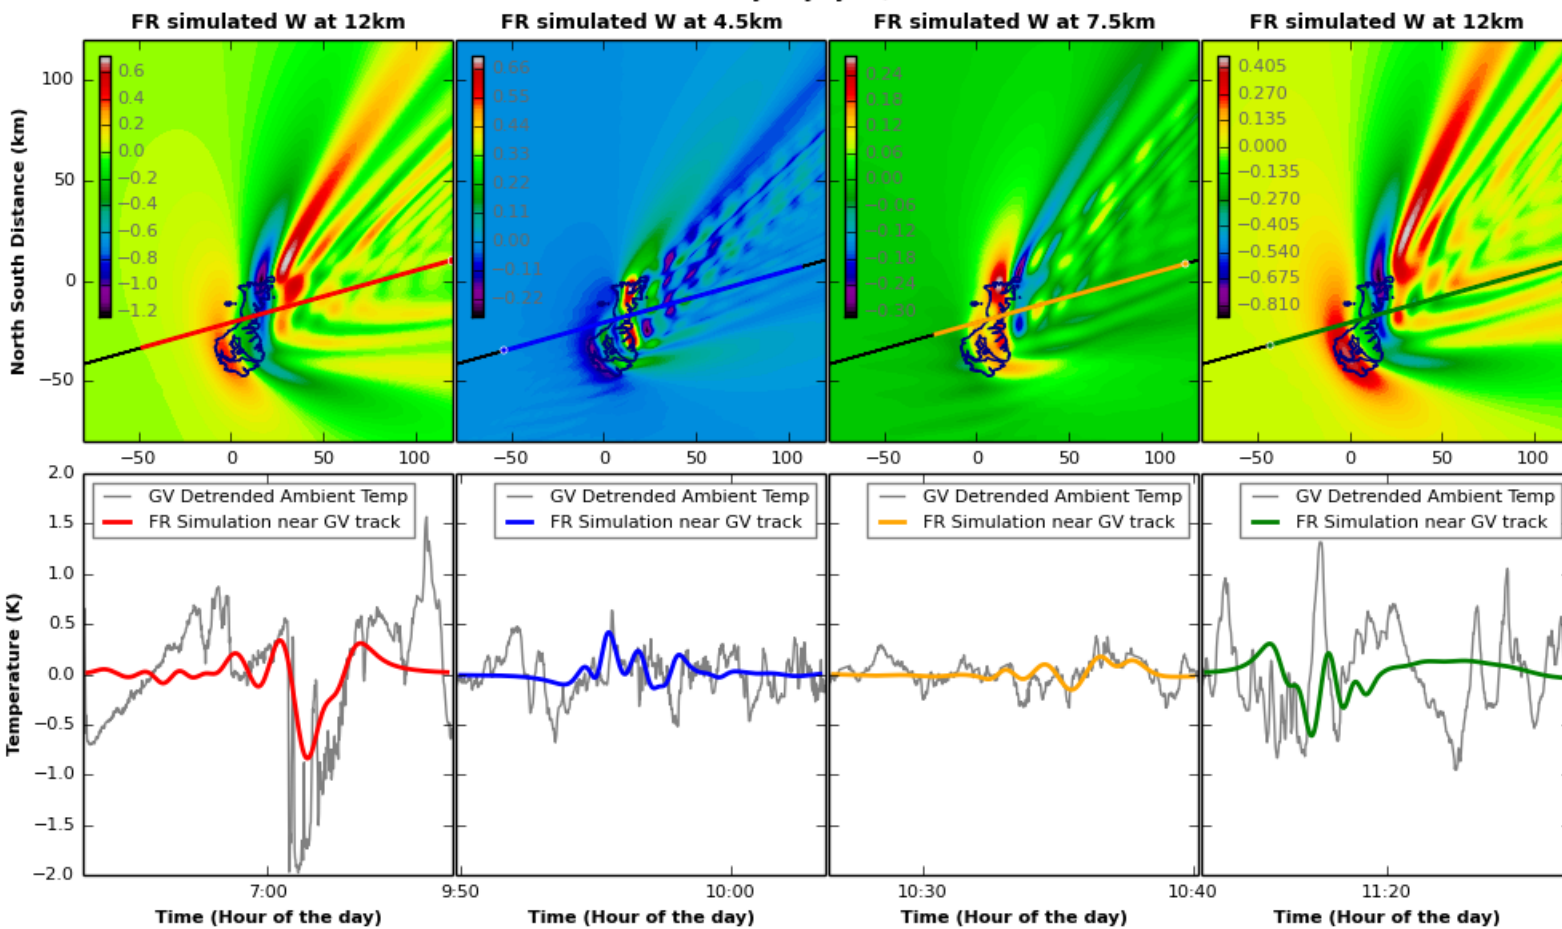 FR simulated W at 12km
FR simulated W at 4.5km
FR simulated W at 7.5km
FR simulated W at 12km
North South Distance (km)
100
50
0
−50
0.6
0.4
0.2
0.0
−0.2
−0.4
−0.6
−0.8
−1.0
−1.2
0.66
0.55
0.44
0.33
0.22
0.11
0.00
−0.11
−0.22
0.24
0.18
0.12
0.06
0.00
−0.06
−0.12
−0.18
−0.24
−0.30
0.405
0.270
0.135
0.000
−0.135
−0.270
−0.405
−0.540
−0.675
−0.810
−50 0 50 100
−50 0 50 100
−50 0 50 100
−50 0 50 100
Temperature (K)
2.0
1.5
1.0
0.5
0.0
−0.5
−1.0
−1.5
−2.0
GV Detrended Ambient Temp
FR Simulation near GV track
GV Detrended Ambient Temp
FR Simulation near GV track
GV Detrended Ambient Temp
FR Simulation near GV track
GV Detrended Ambient Temp
FR Simulation near GV track
7:00
9:50 10:00
10:30 10:40
11:20
Time (Hour of the day)
Time (Hour of the day)
Time (Hour of the day)
Time (Hour of the day)